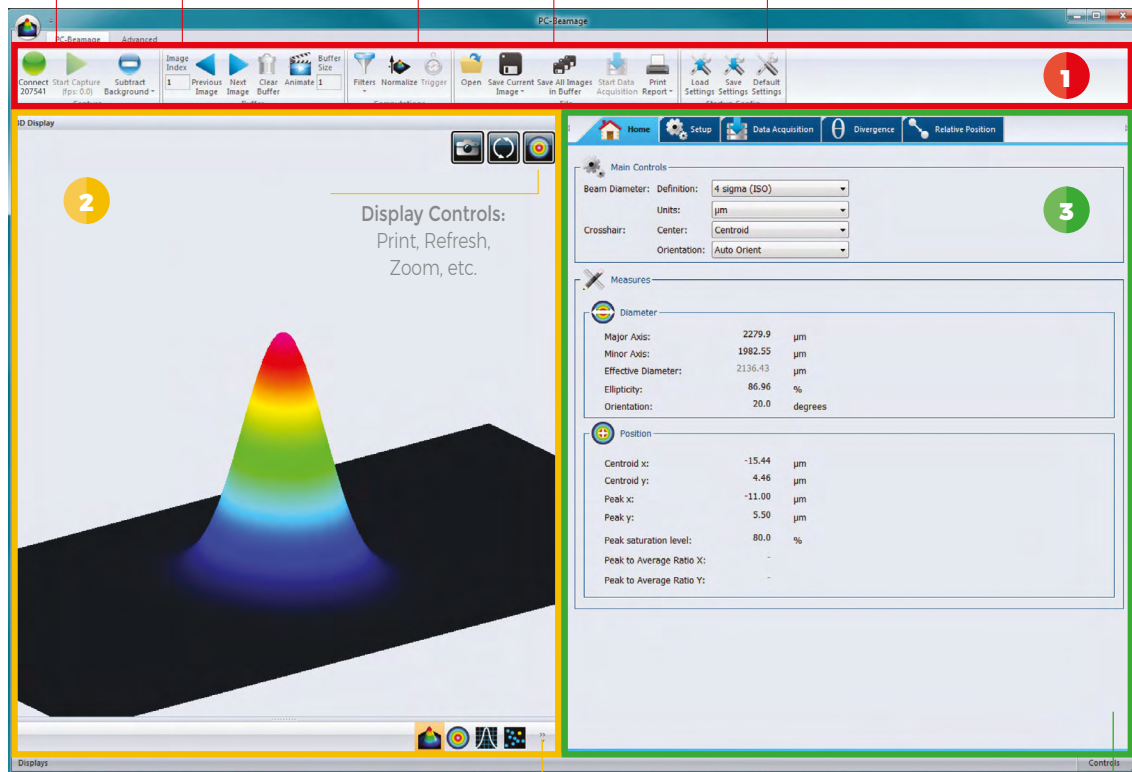 PC-Beamage
PC-Beamage Advanced
Connect 207541
Start Capture (fps: 0.0)
Subtract Background
Image Index
1
Previous Image
Next Image
Clear Buffer
Animate
Buffer Size
1
Filters
Normalize
Trigger
Open
Save Current Image
Save All Images in Buffer
Start Data Acquisition
Print Report
Load Settings
Save Settings
Default Settings
1
3D Display
2
Display Controls:
Print, Refresh,
Zoom, etc.
Home Setup Data Acquisition θ Divergence Relative Position
3
Main Controls
Beam Diameter: Definition: 4 sigma (ISO)
Units: µm
Crosshair: Center: Centroid
Orientation: Auto Orient
Measures
Diameter
Major Axis: 2279.9 µm
Minor Axis: 1982.55 µm
Effective Diameter: 2136.43 µm
Ellipticity: 86.96 %
Orientation: 20.0 degrees
Position
Centroid x: -15.44 µm
Centroid y: 4.46 µm
Peak x: -11.00 µm
Peak y: 5.50 µm
Peak saturation level: 80.0 %
Peak to Average Ratio X: -
Peak to Average Ratio Y: -
Displays Controls